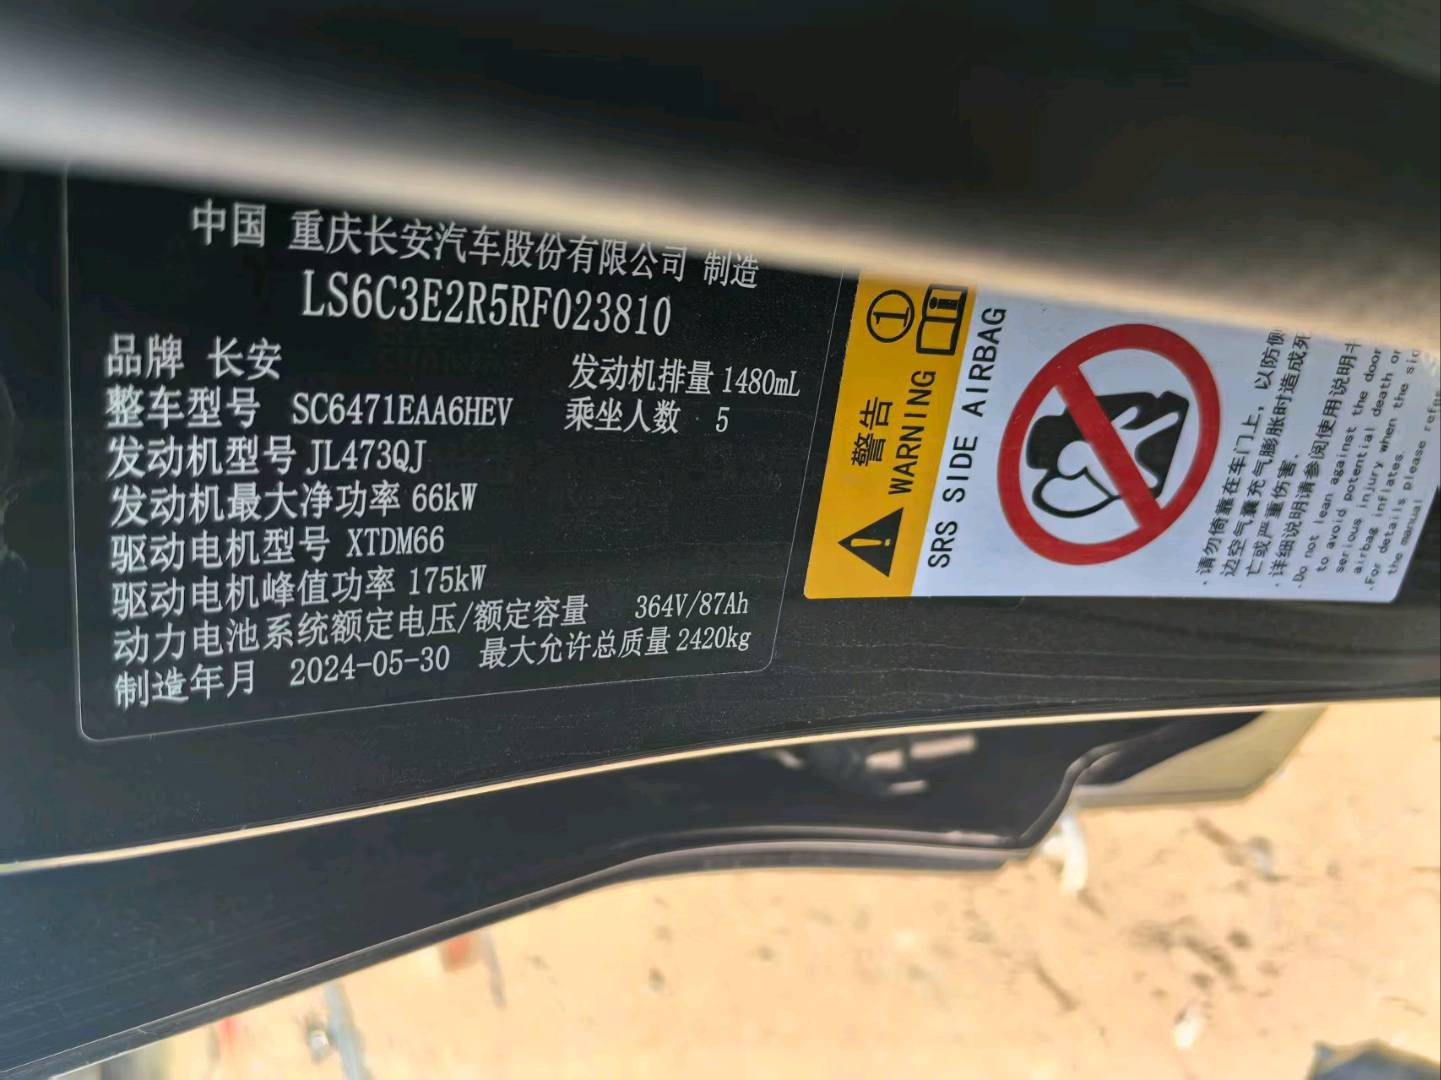 中国 重庆长安汽车股份有限公司 制造
LS6C3E2R5RF023810
品牌 长安
发动机排量 1480mL
整车型号 SC6471EAA6HEV
乘坐人数 5
发动机型号 JL473QJ
发动机最大净功率 66kW
驱动电机型号 XTDM66
驱动电机峰值功率 175kW
动力电池系统额定电压/额定容量 364V/87Ah
制造年月 2024-05-30 最大允许总质量 2420kg
警告
WARNING
SRS SIDE AIRBAG
·请勿倚靠在车门上，以防侧
边空气囊充气膨胀时造成死
亡或严重伤害。
·详细说明请参阅使用说明书
·Do not lean against the door
to avoid potential death or
serious injury when the sid
airbag inflates.
·For details please refe
the manual